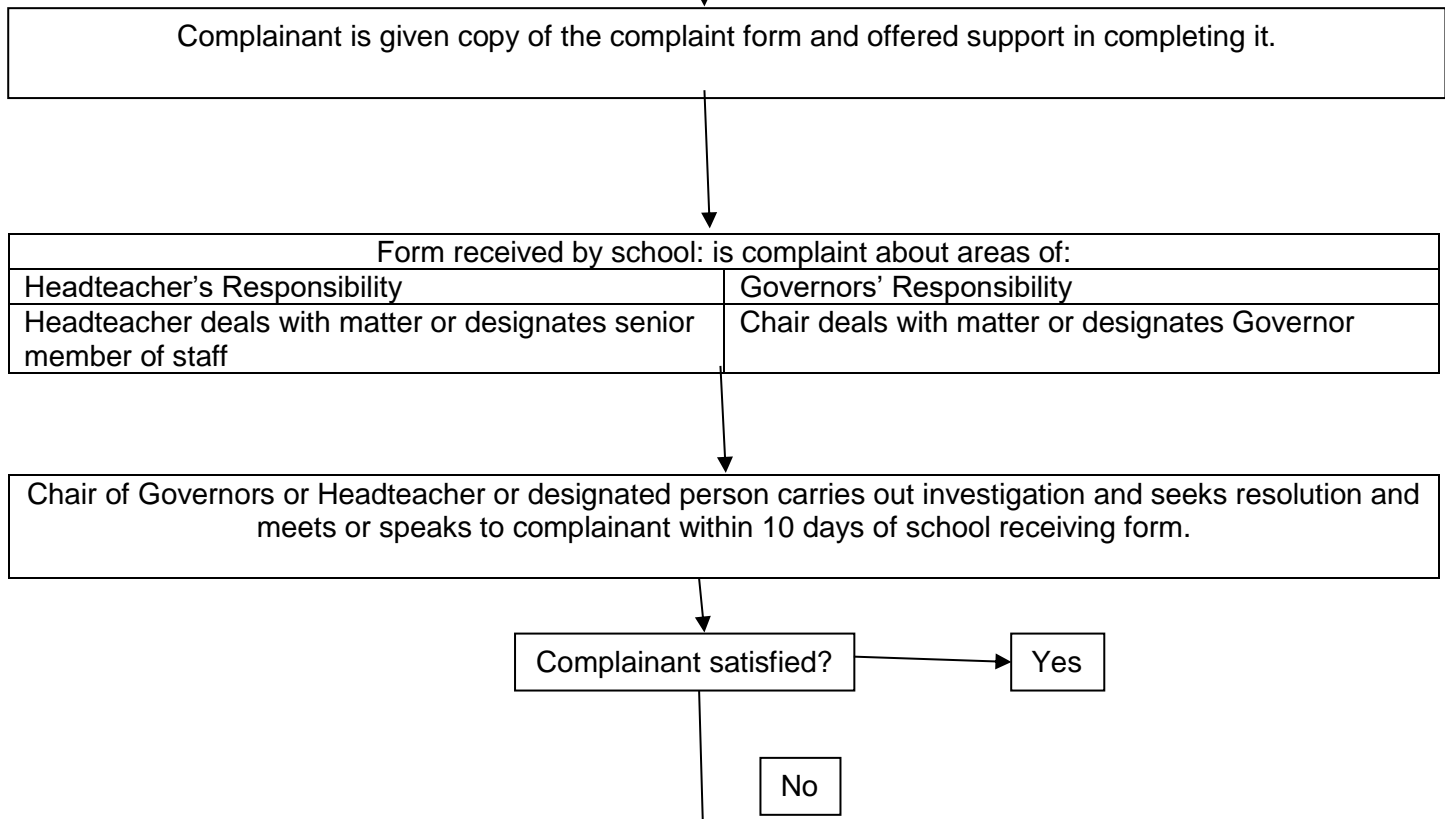 Complainant is given copy of the complaint form and offered support in completing it.
Form received by school: is complaint about areas of:
Headteacher’s Responsibility
Governors’ Responsibility
Headteacher deals with matter or designates senior
member of staff
Chair deals with matter or designates Governor
Chair of Governors or Headteacher or designated person carries out investigation and seeks resolution and
meets or speaks to complainant within 10 days of school receiving form.
Complainant satisfied?
Yes
No